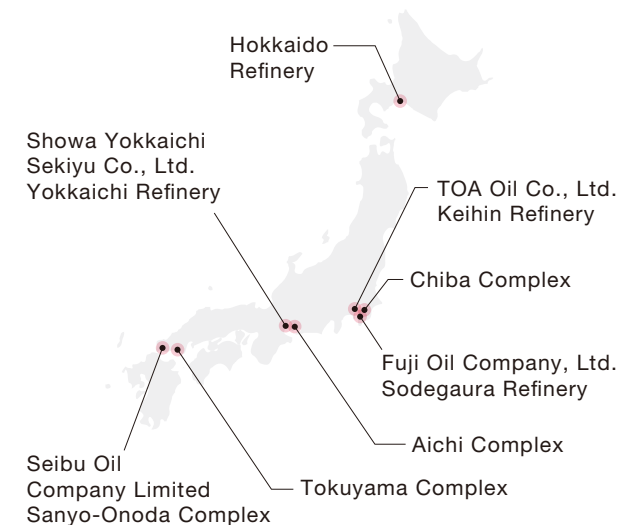 Hokkaido
Refinery
Showa Yokkaichi
Sekiyu Co., Ltd.
Yokkaichi Refinery
TOA Oil Co., Ltd.
Keihin Refinery
Chiba Complex
Fuji Oil Company, Ltd.
Sodegaura Refinery
Aichi Complex
Seibu Oil
Company Limited
Sanyo-Onoda Complex
Tokuyama Complex